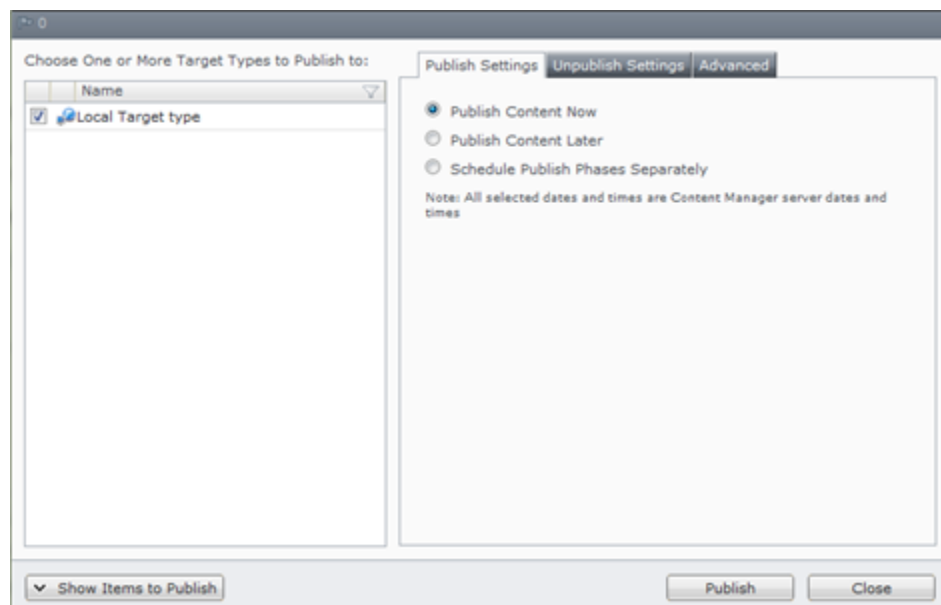 0
Choose One or More Target Types to Publish to:
Name
Local Target type
Publish Settings
Unpublish Settings
Advanced
Publish Content Now
Publish Content Later
Schedule Publish Phases Separately
Note: All selected dates and times are Content Manager server dates and
times
Show Items to Publish
Publish
Close